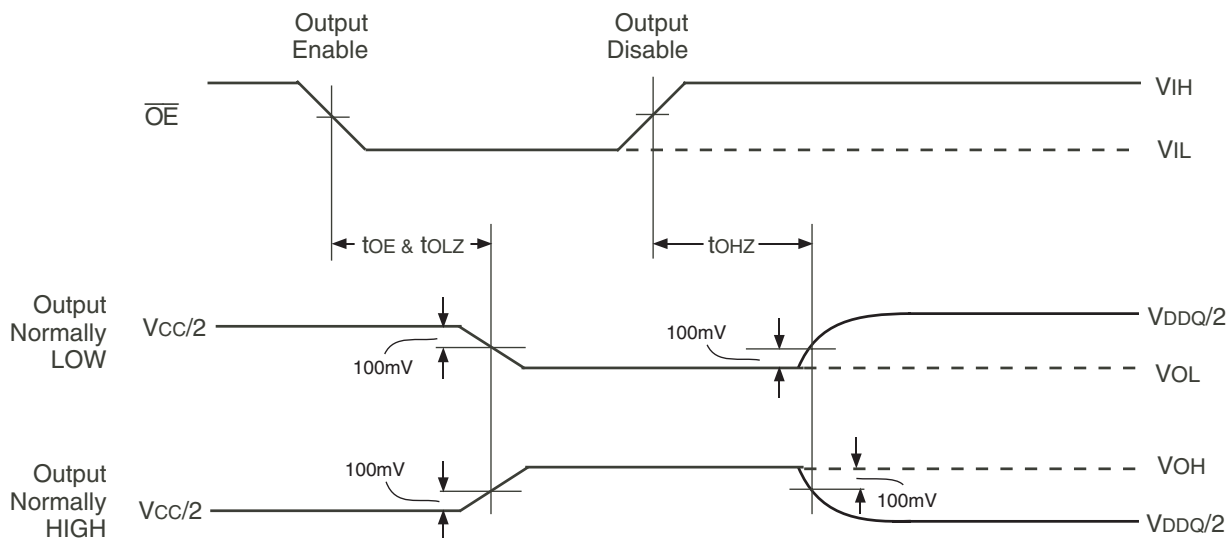 Output
Enable
Output
Disable
OE
VIH
VIL
tOE & tOLZ
tOHZ
Output
Normally
LOW
VCC/2
100mV
100mV
VDDQ/2
VOL
Output
Normally
HIGH
VCC/2
100mV
VOH
100mV
VDDQ/2